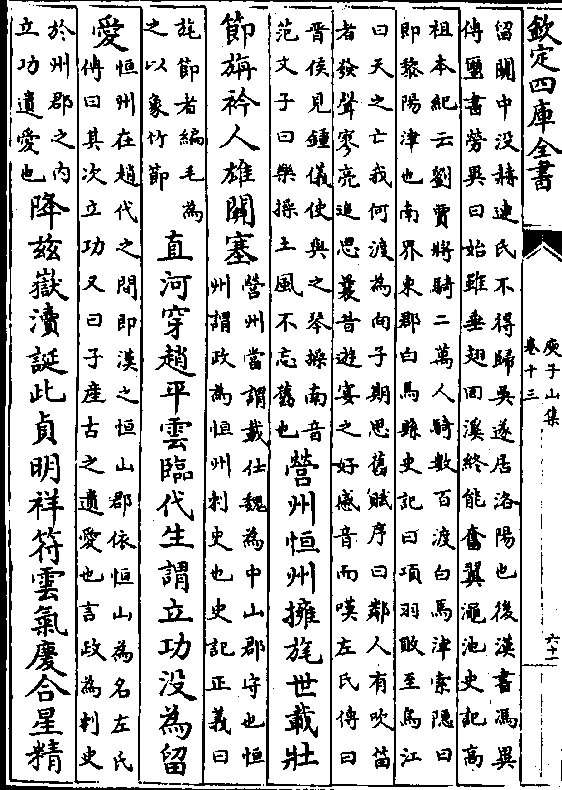 欽定四庫全書
庾子山集
卷十三
六十一
留關中没赫連氏不得歸吳遂居洛陽也後漢書馮異
傳璽書勞異曰始雖垂翅回溪終能奮翼澠池史記高
祖本紀云劉賈將騎二萬人騎數百渡白馬津索隱曰
即黎陽津也南界東郡白馬縣史記曰項羽敗至烏江
曰天之亡我何渡為向子期思舊賦序曰鄰人有吹笛
者發聲寥亮追思曩昔遊宴之好感音而嘆左氏傳曰
晉侯見鍾儀使與之琴操南音
范文子曰樂操土風不忘舊也
營州恒州擁旄世載壯
節旃衿人雄關塞
營州當謂載仕魏為中山郡守也恒
州謂政為恒州刺史也史記正義曰
旄節者編毛為
之以象竹節
直河穿趙平雲臨代生謂立功没為留
愛
恒州在趙代之間即漢之恒山郡依恒山為名左氏
傳曰其次立功又曰子產古之遺愛也言政為刺史
於州郡之内
立功遺愛也
降兹嶽瀆誕此貞明祥符雲氣慶合星精